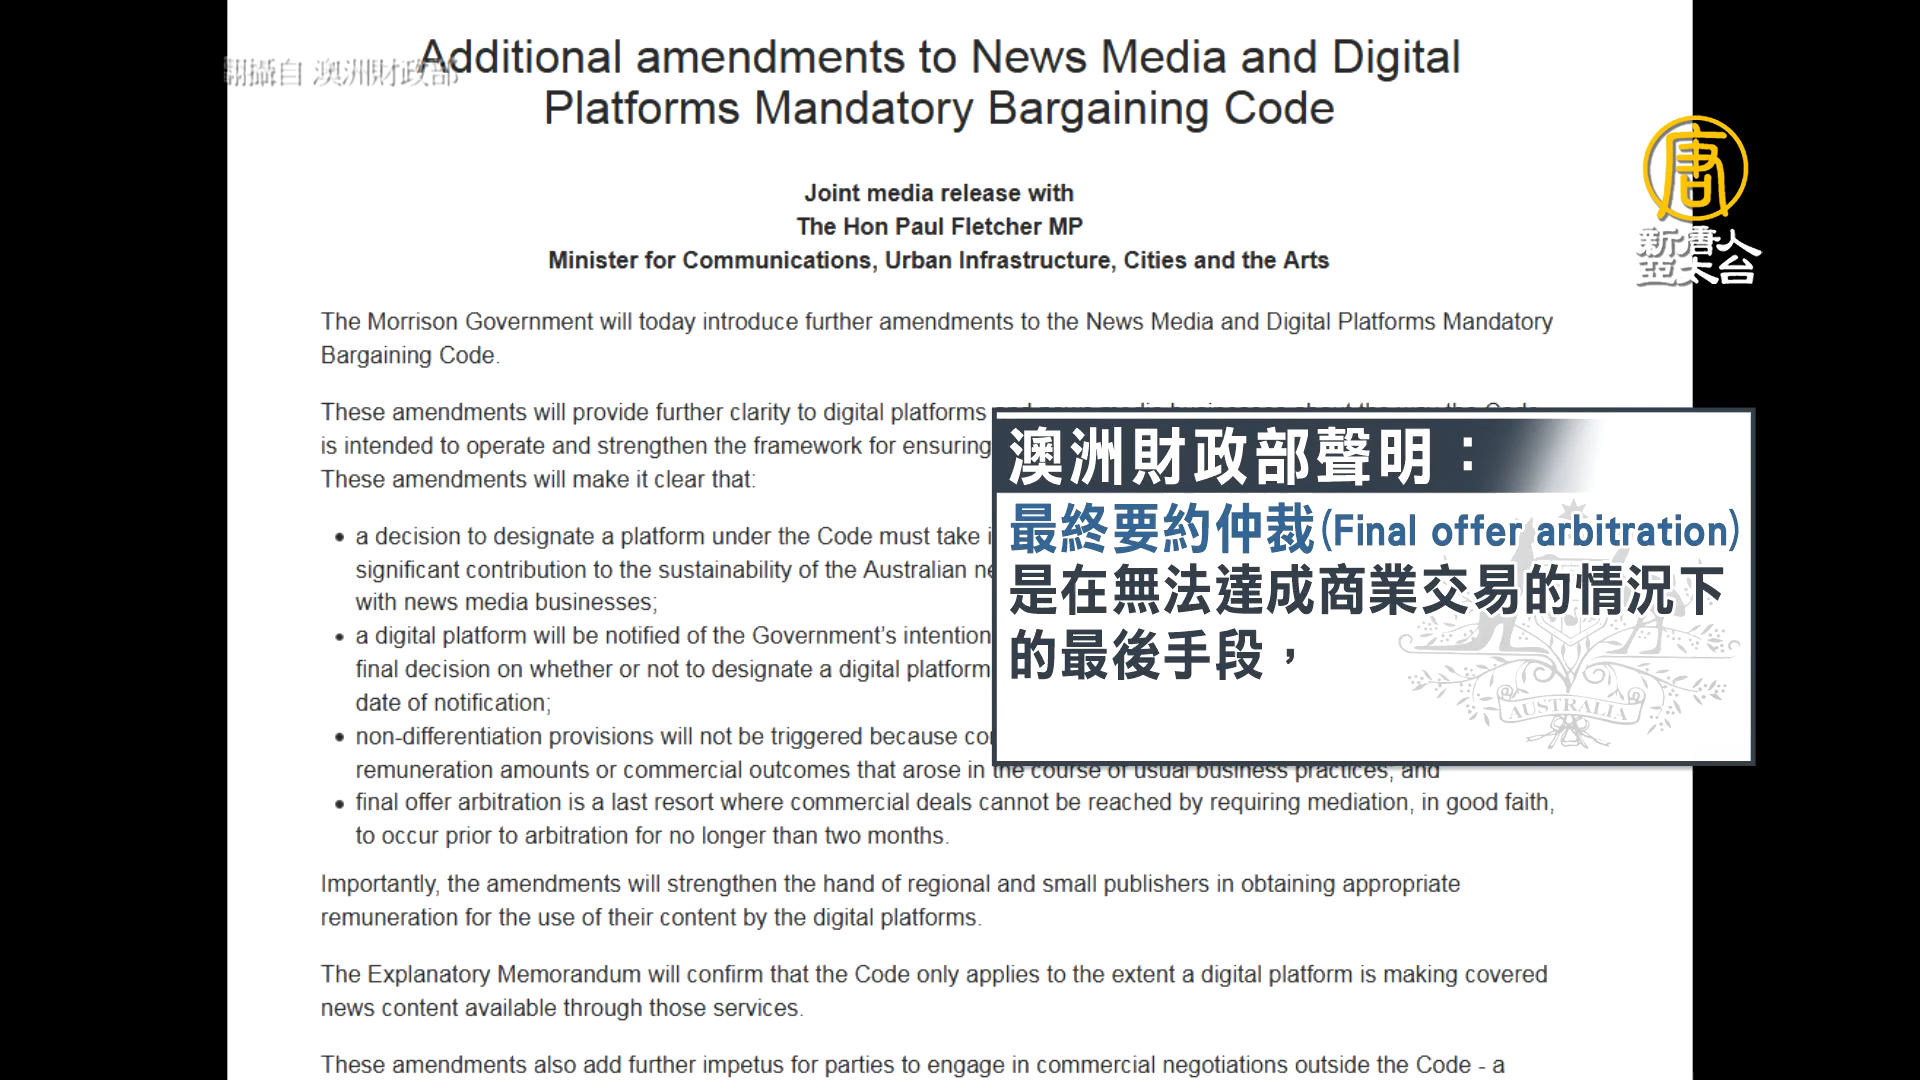 Additional amendments to News Media and Digital
Platforms Mandatory Bargaining Code
翻攝自 澳洲財政部
唐
新唐人
亞太台
Joint media release with
The Hon Paul Fletcher MP
Minister for Communications, Urban Infrastructure, Cities and the Arts
The Morrison Government will today introduce further amendments to the News Media and Digital Platforms Mandatory
Bargaining Code.
These amendments will provide further clarity to digital platforms and news media businesses about the way the Code
is intended to operate and strengthen the framework for ensuring
These amendments will make it clear that:
• a decision to designate a platform under the Code must take i
significant contribution to the sustainability of the Australian ne
with news media businesses;
• a digital platform will be notified of the Government’s intention
final decision on whether or not to designate a digital platform
date of notification;
• non-differentiation provisions will not be triggered because co
remuneration amounts or commercial outcomes that arose in the course of usual business practices; and
• final offer arbitration is a last resort where commercial deals cannot be reached by requiring mediation, in good faith,
to occur prior to arbitration for no longer than two months.
Importantly, the amendments will strengthen the hand of regional and small publishers in obtaining appropriate
remuneration for the use of their content by the digital platforms.
The Explanatory Memorandum will confirm that the Code only applies to the extent a digital platform is making covered
news content available through those services.
These amendments also add further impetus for parties to engage in commercial negotiations outside the Code - a
澳洲財政部聲明：
最終要約仲裁(Final offer arbitration)
是在無法達成商業交易的情況下
的最後手段，
AUSTRALIA